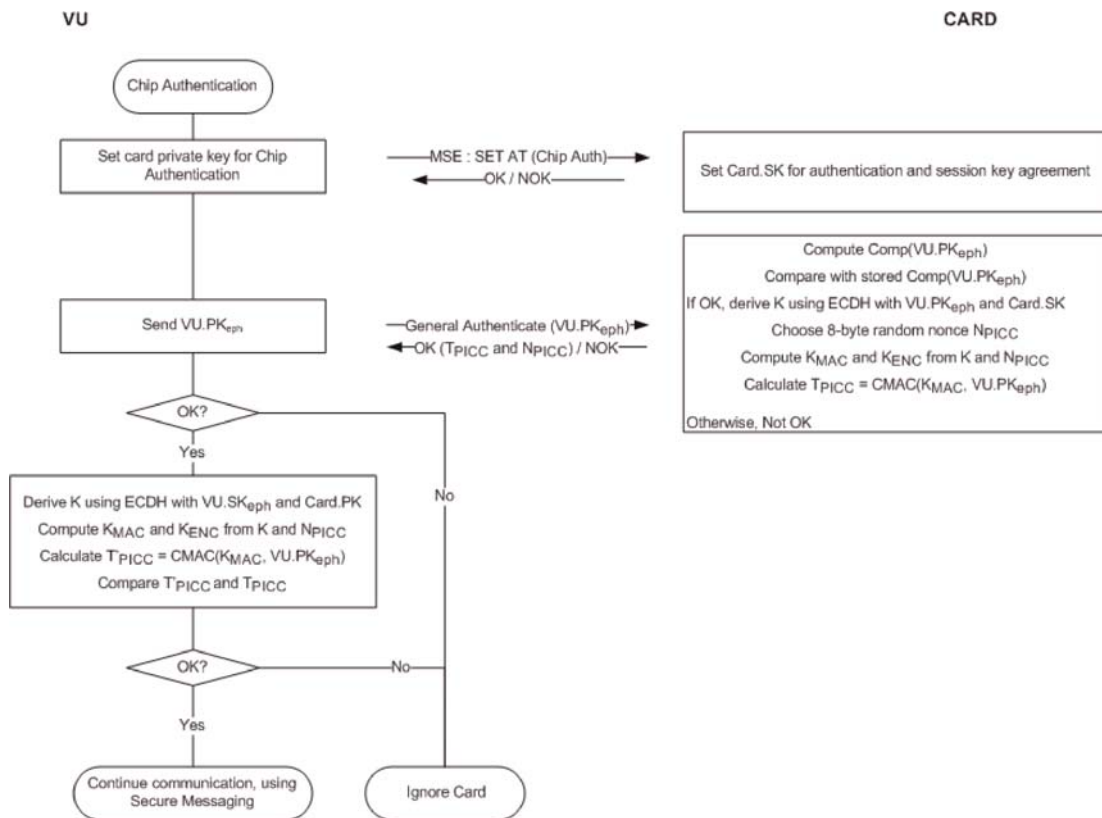 VU
CARD
Chip Authentication
Set card private key for Chip
Authentication
MSE : SET AT (Chip Auth)
OK / NOK
Set Card.SK for authentication and session key agreement
Compute Comp(VU.PKeph)
Compare with stored Comp(VU.PKeph)
If OK, derive K using ECDH with VU.PKeph and Card.SK
Choose 8-byte random nonce NPICC
Compute KMAC and KENC from K and NPICC
Calculate TPICC = CMAC(KMAC, VU.PKeph)
Otherwise, Not OK
Send VU.PKeph
General Authenticate (VU.PKeph)
OK (TPICC and NPICC) / NOK
OK?
Yes
No
Derive K using ECDH with VU.SKeph and Card.PK
Compute KMAC and KENC from K and NPICC
Calculate T'PICC = CMAC(KMAC, VU.PKeph)
Compare T'PICC and TPICC
OK?
No
Yes
Continue communication, using
Secure Messaging
Ignore Card